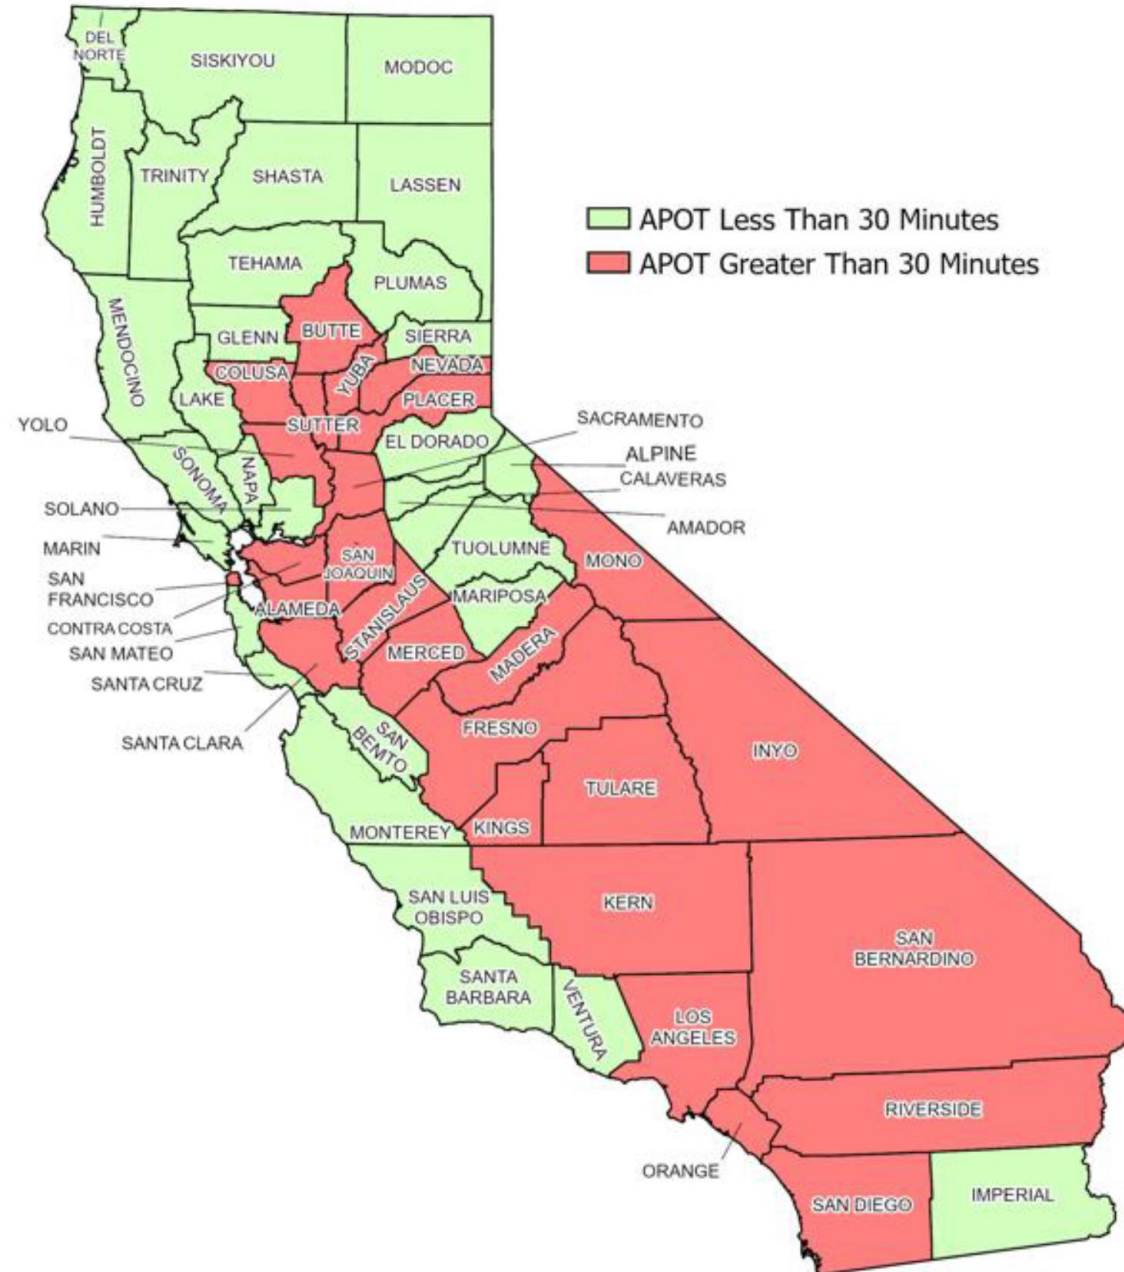 DEL
NORTE
SISKIYOU
MODOC
HUMBOLDT
TRINITY
SHASTA
LASSEN
APOT Less Than 30 Minutes
APOT Greater Than 30 Minutes
TEHAMA
PLUMAS
MENDOCINO
GLENN
BUTTE
SIERRA
COLUSA
YUBA
NEVADA
LAKE
PLACER
YOLO
SUTTER
SACRAMENTO
EL DORADO
ALPINE
SONOMA
NAPA
CALAVERAS
SOLANO
AMADOR
MARIN
TUOLUMNE
SAN
JOAQUIN
MONO
SAN
FRANCISCO
MARIPOSA
ALAMEDA
STANISLAUS
CONTRA COSTA
SAN MATEO
MERCED
MADERA
SANTA CRUZ
SANTA CLARA
SAN
BENITO
FRESNO
INYO
TULARE
MONTEREY
KINGS
SAN LUIS
OBISPO
KERN
SAN
BERNARDINO
SANTA
BARBARA
VENTURA
LOS
ANGELES
RIVERSIDE
ORANGE
SAN DIEGO
IMPERIAL